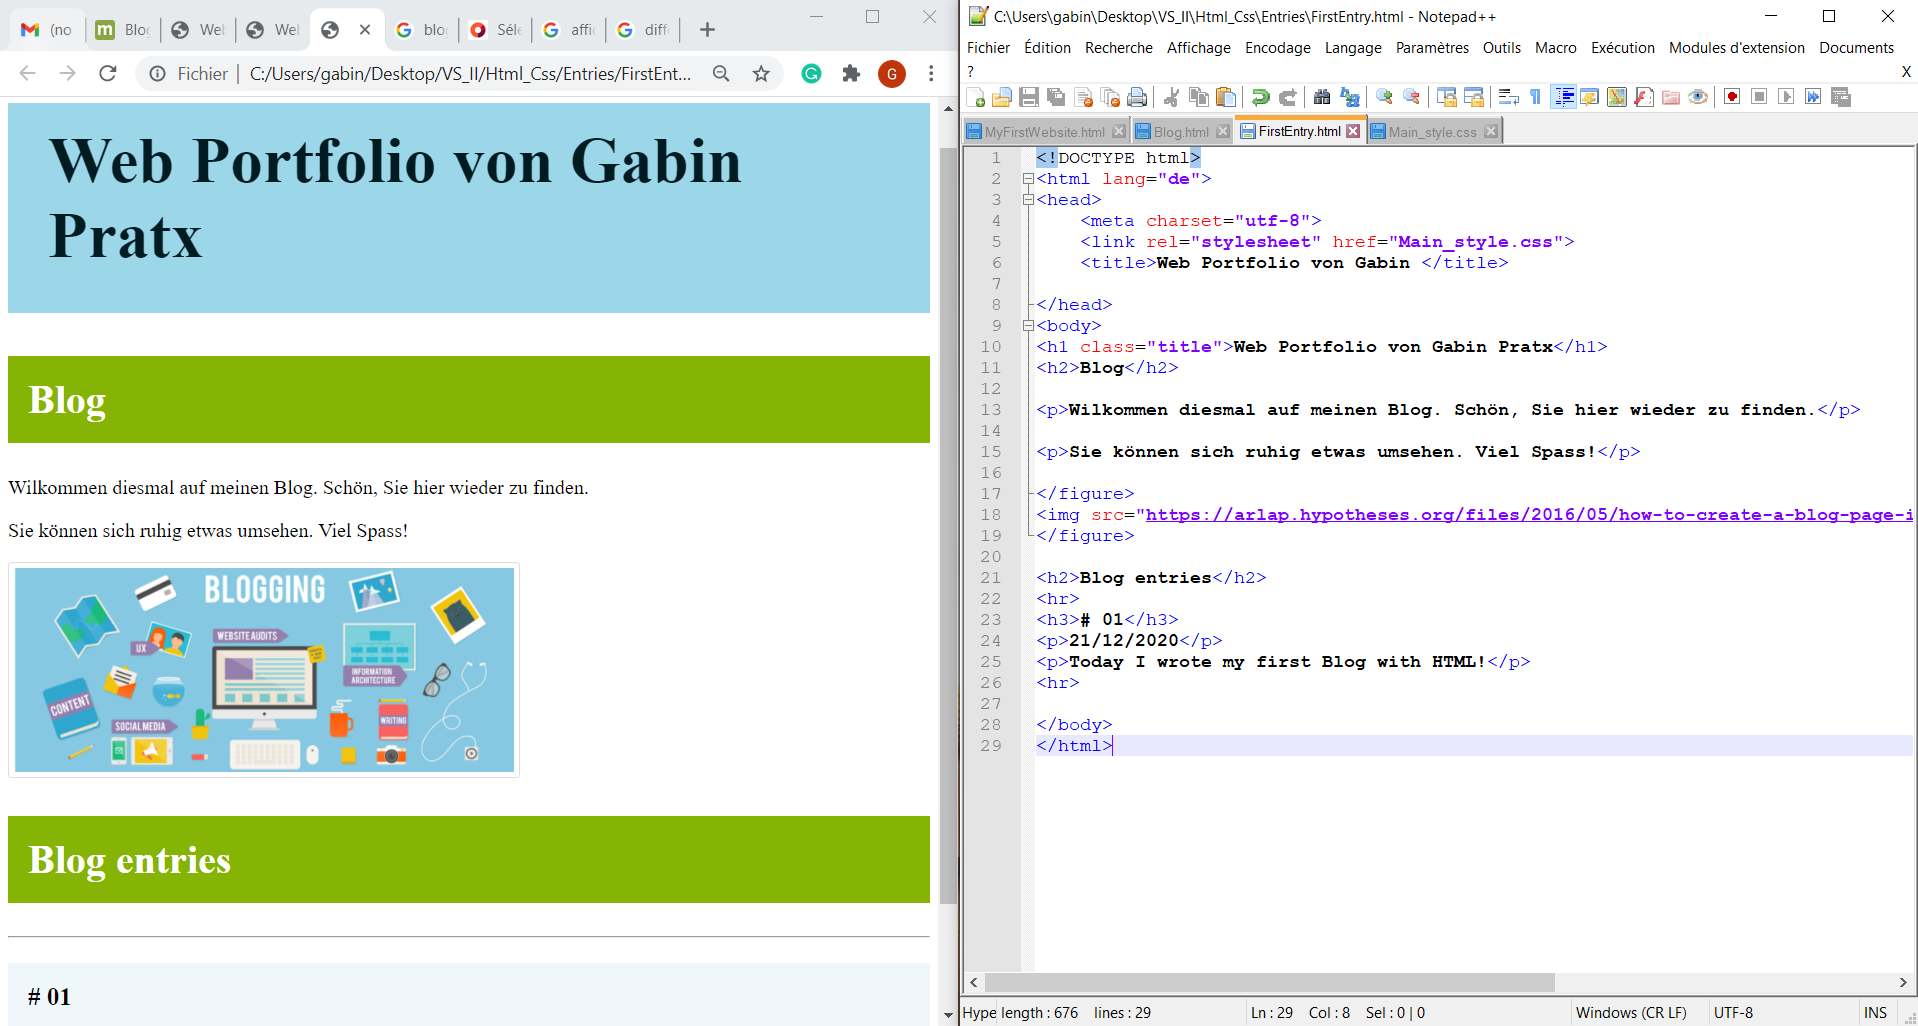 (no
Blog
Wel
Wel
blo
Séle
affic
diffe
Fichier
C:/Users/gabin/Desktop/VS_II/Html_Css/Entries/FirstEnt...
G
Web Portfolio von Gabin
Pratx
Blog
Wilkommen diesmal auf meinen Blog. Schön, Sie hier wieder zu finden.
Sie können sich ruhig etwas umsehen. Viel Spass!
BLOGGING
WEBSITE AUDITS
UX
INFORMATION
ARCHITECTURE
CONTENT
SOCIAL MEDIA
WRITING
Blog entries
# 01
C:\Users\gabin\Desktop\VS_II\Html_Css\Entries\FirstEntry.html - Notepad++
Fichier Édition Recherche Affichage Encodage Langage Paramètres Outils Macro Exécution Modules d'extension Documents
? X
MyFirstWebsite.html Blog.html FirstEntry.html Main_style.css
1 <!DOCTYPE html>
2 <html lang="de">
3 <head>
4 <meta charset="utf-8">
5 <link rel="stylesheet" href="Main_style.css">
6 <title>Web Portfolio von Gabin </title>
7
8 </head>
9 <body>
10 <h1 class="title">Web Portfolio von Gabin Pratx</h1>
11 <h2>Blog</h2>
12
13 <p>Wilkommen diesmal auf meinen Blog. Schön, Sie hier wieder zu finden.</p>
14
15 <p>Sie können sich ruhig etwas umsehen. Viel Spass!</p>
16
17 </figure>
18 <img src="https://arlap.hypotheses.org/files/2016/05/how-to-create-a-blog-page-i
19 </figure>
20
21 <h2>Blog entries</h2>
22 <hr>
23 <h3># 01</h3>
24 <p>21/12/2020</p>
25 <p>Today I wrote my first Blog with HTML!</p>
26 <hr>
27
28 </body>
29 </html>
Hype length : 676 lines : 29 Ln : 29 Col : 8 Sel : 0 | 0 Windows (CR LF) UTF-8 INS